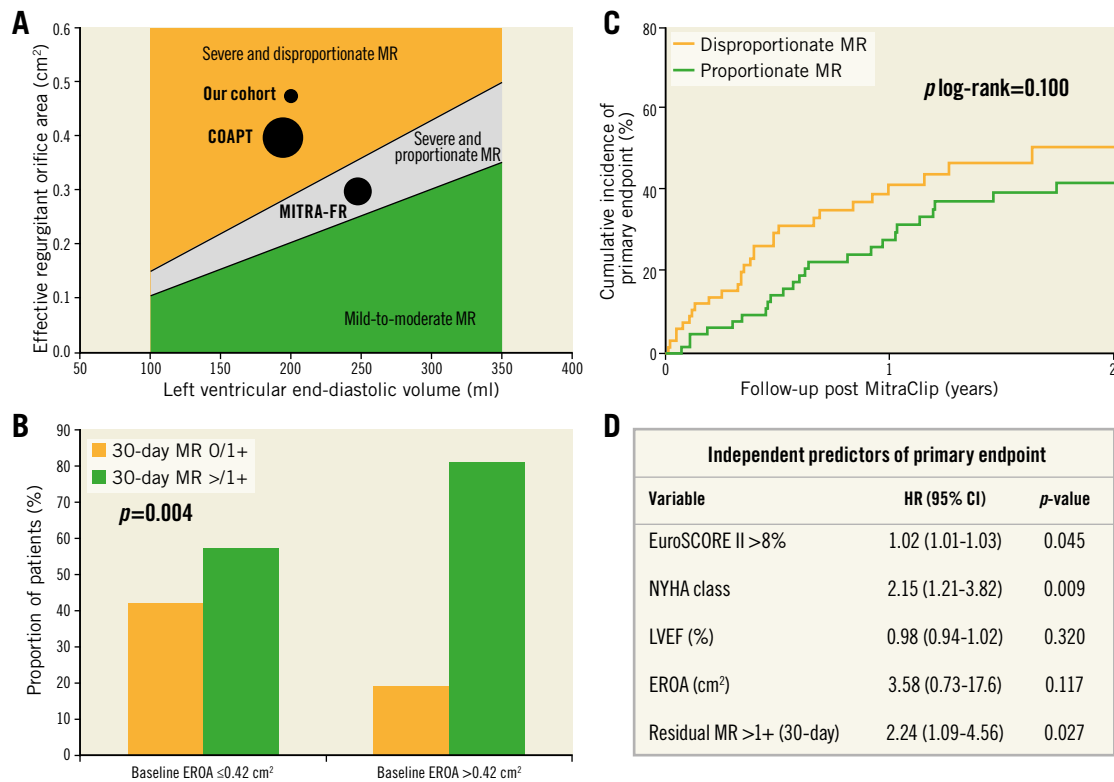 A
Effective regurgitant orifice area (cm²)
0.6
0.5
0.4
0.3
0.2
0.1
0.0
Severe and disproportionate MR
Our cohort
COAPT
Severe and
proportionate MR
MITRA-FR
Mild-to-moderate MR
50
100
150
200
250
300
350
400
Left ventricular end-diastolic volume (ml)
C
Cumulative incidence of
primary endpoint (%)
80
60
40
20
0
Disproportionate MR
Proportionate MR
p log-rank=0.100
0
1
2
Follow-up post MitraClip (years)
B
Proportion of patients (%)
90
80
70
60
50
40
30
20
10
0
30-day MR 0/1+
30-day MR >/1+
p=0.004
Baseline EROA ≤0.42 cm²
Baseline EROA >0.42 cm²
D
Independent predictors of primary endpoint
Variable HR (95% CI) p-value
EuroSCORE II >8% 1.02 (1.01-1.03) 0.045
NYHA class 2.15 (1.21-3.82) 0.009
LVEF (%) 0.98 (0.94-1.02) 0.320
EROA (cm²) 3.58 (0.73-17.6) 0.117
Residual MR >1+ (30-day) 2.24 (1.09-4.56) 0.027